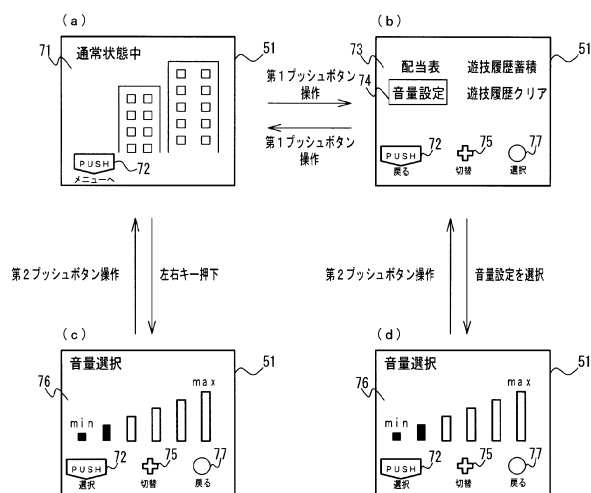 (a)
71
通常状態中
51
PUSH
72
メニューへ
第1プッシュボタン
操作
第1プッシュボタン
操作
(b)
73
配当表
遊技履歴蓄積
51
74
音量設定
遊技履歴クリア
PUSH
72
75
77
戻る
切替
選択
第2プッシュボタン操作
左右キー押下
第2プッシュボタン操作
音量設定を選択
(c)
音量選択
51
76
max
min
PUSH
72
75
77
選択
切替
戻る
(d)
音量選択
51
76
max
min
PUSH
72
75
77
選択
切替
戻る